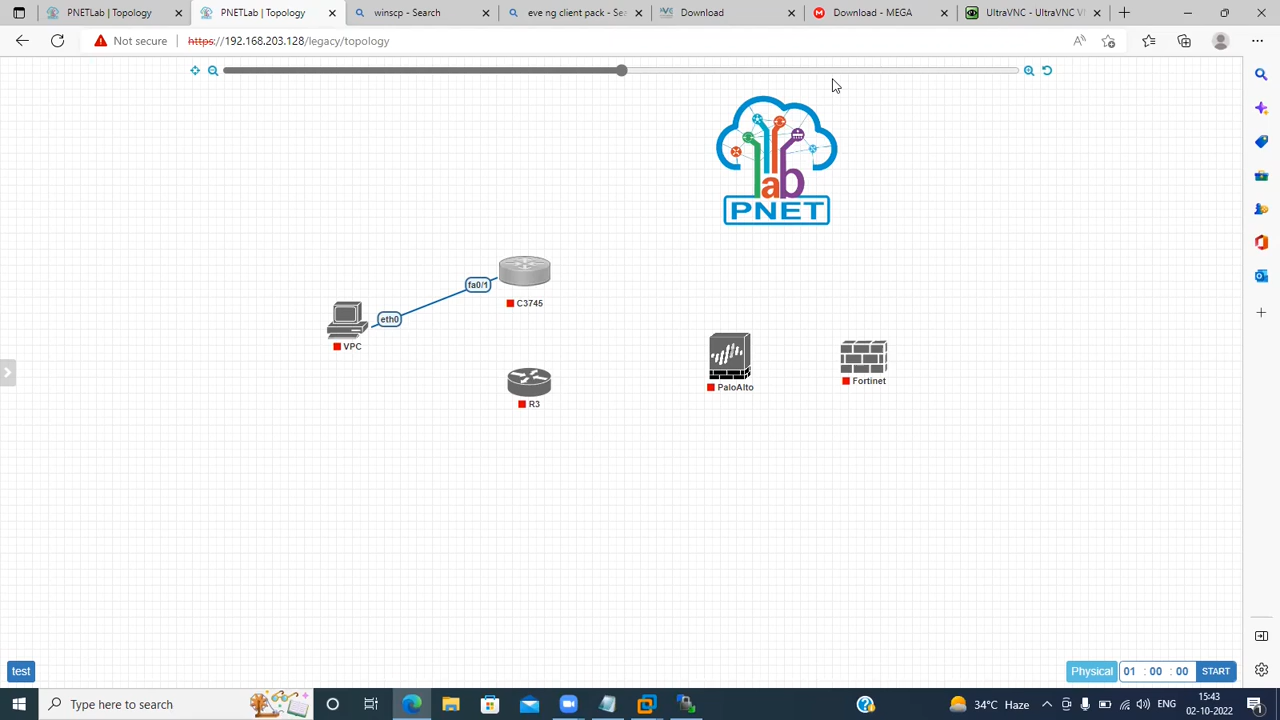 PNETLab | Topology
PNETLab | Topology
winscp - Search
eve ng client pack - Sea
Download
Download - MEGA
UltraVNC - UltraVNC V
Not secure
https://192.168.203.128/legacy/topology
lab
PNET
fa0/1
C3745
eth0
VPC
R3
PaloAlto
Fortinet
test
Physical
01 : 00 : 00
START
Type here to search
34°C Haze
ENG
15:43
02-10-2022
1